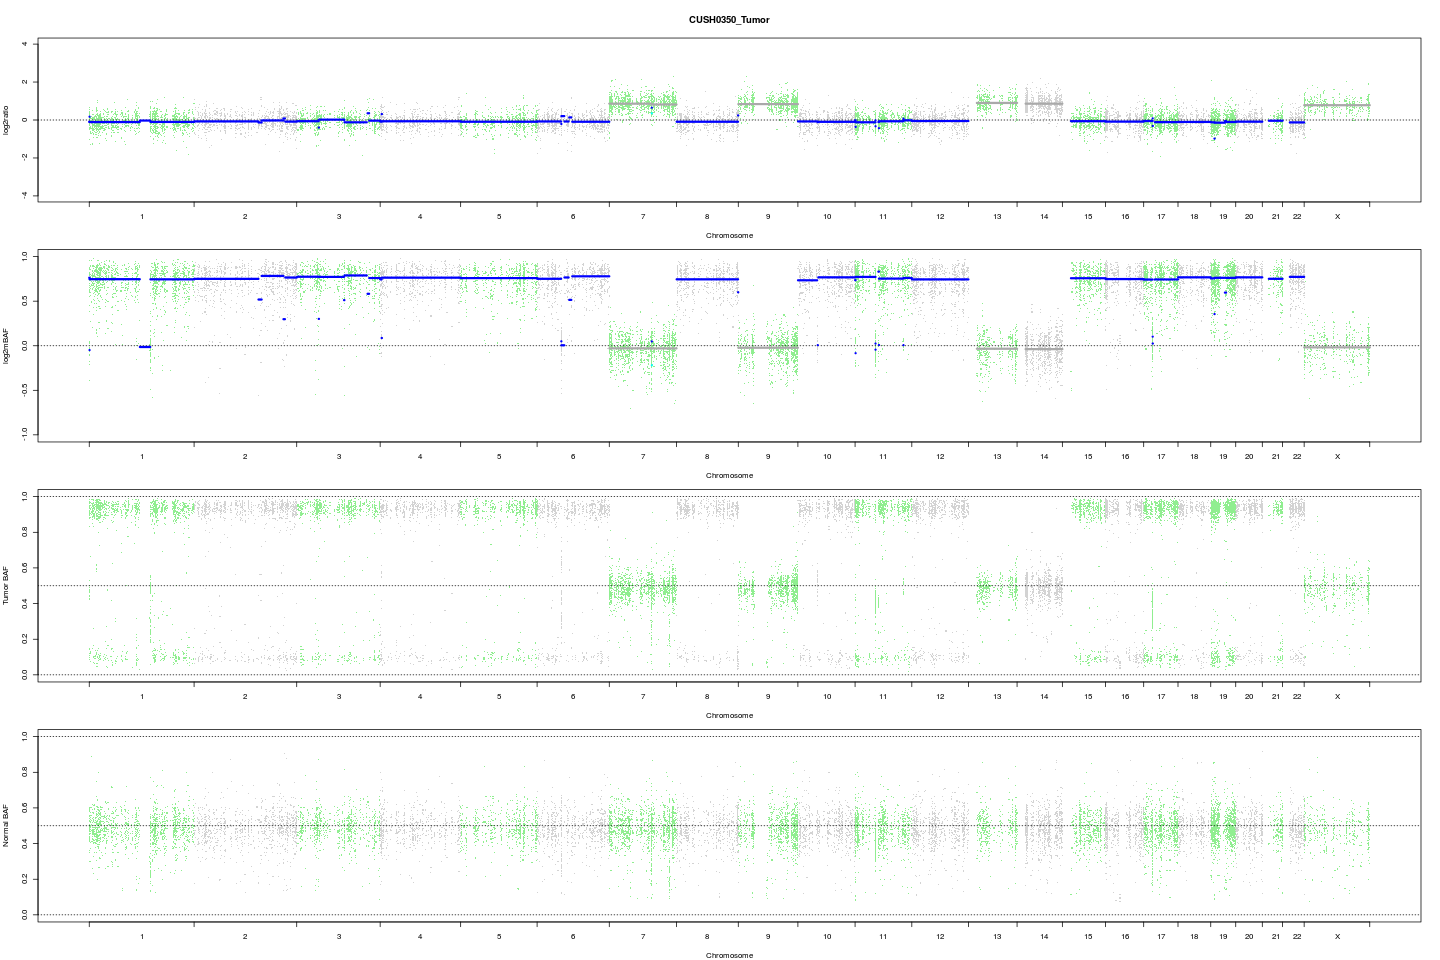 CUSH0350_Tumor
log2ratio
4
2
0
-2
-4
1 2 3 4 5 6 7 8 9 10 11 12 13 14 15 16 17 18 19 20 21 22 X
Chromosome
log2mBAF
1.0
0.5
0.0
-0.5
-1.0
1 2 3 4 5 6 7 8 9 10 11 12 13 14 15 16 17 18 19 20 21 22 X
Chromosome
Tumor BAF
1.0
0.8
0.6
0.4
0.2
0.0
1 2 3 4 5 6 7 8 9 10 11 12 13 14 15 16 17 18 19 20 21 22 X
Chromosome
Normal BAF
1.0
0.8
0.6
0.4
0.2
0.0
1 2 3 4 5 6 7 8 9 10 11 12 13 14 15 16 17 18 19 20 21 22 X
Chromosome